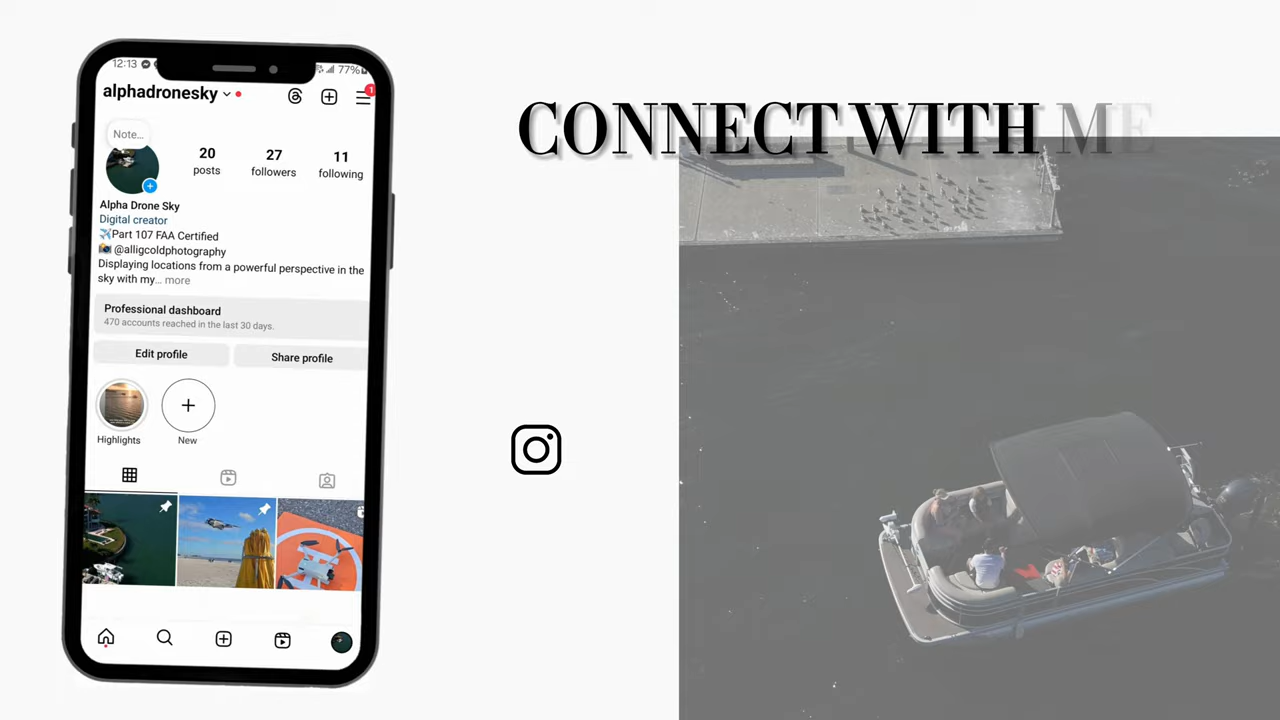 12:13
77%
alphadronesky
1
Note...
20 posts
27 followers
11 following
Alpha Drone Sky
Digital creator
✈️Part 107 FAA Certified
📸 @alligcoldphotography
Displaying locations from a powerful perspective in the
sky with my... more
Professional dashboard
470 accounts reached in the last 30 days.
Edit profile
Share profile
Highlights
New
CONNECT WITH ME